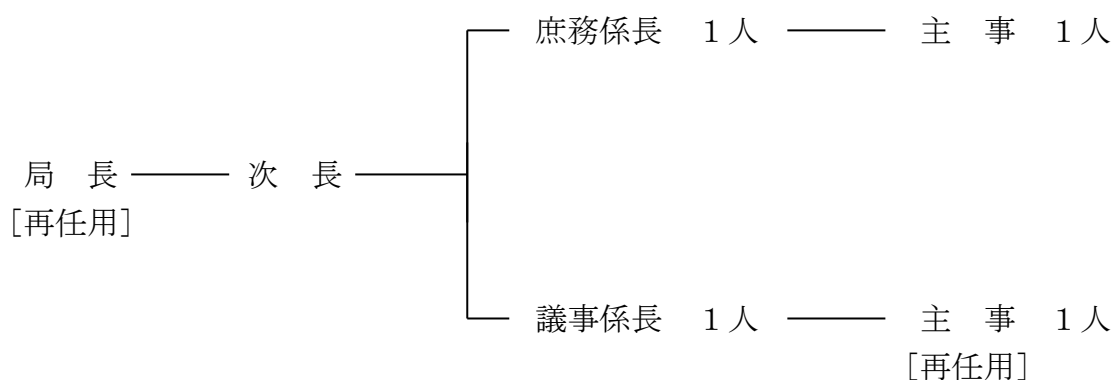 庶務係長　１人　主　事　１人
局　長　次　長
［再任用］
議事係長　１人　主　事　１人
［再任用］